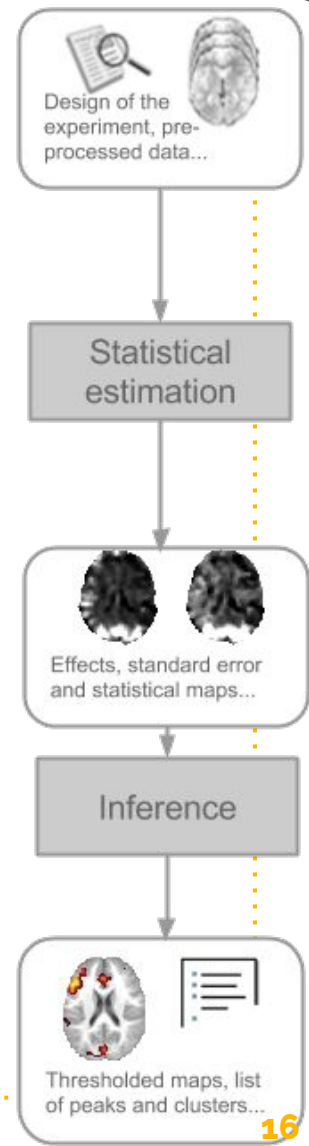 Design of the
experiment, pre-
processed data...
Statistical
estimation
Effects, standard error
and statistical maps...
Inference
Thresholded maps, list
of peaks and clusters...
16